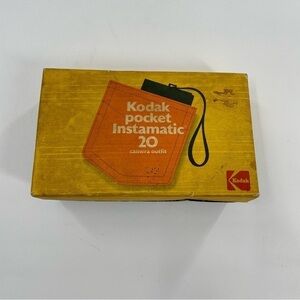 Kodak
pocket
Instamatic
20
camera outfit
Kodak